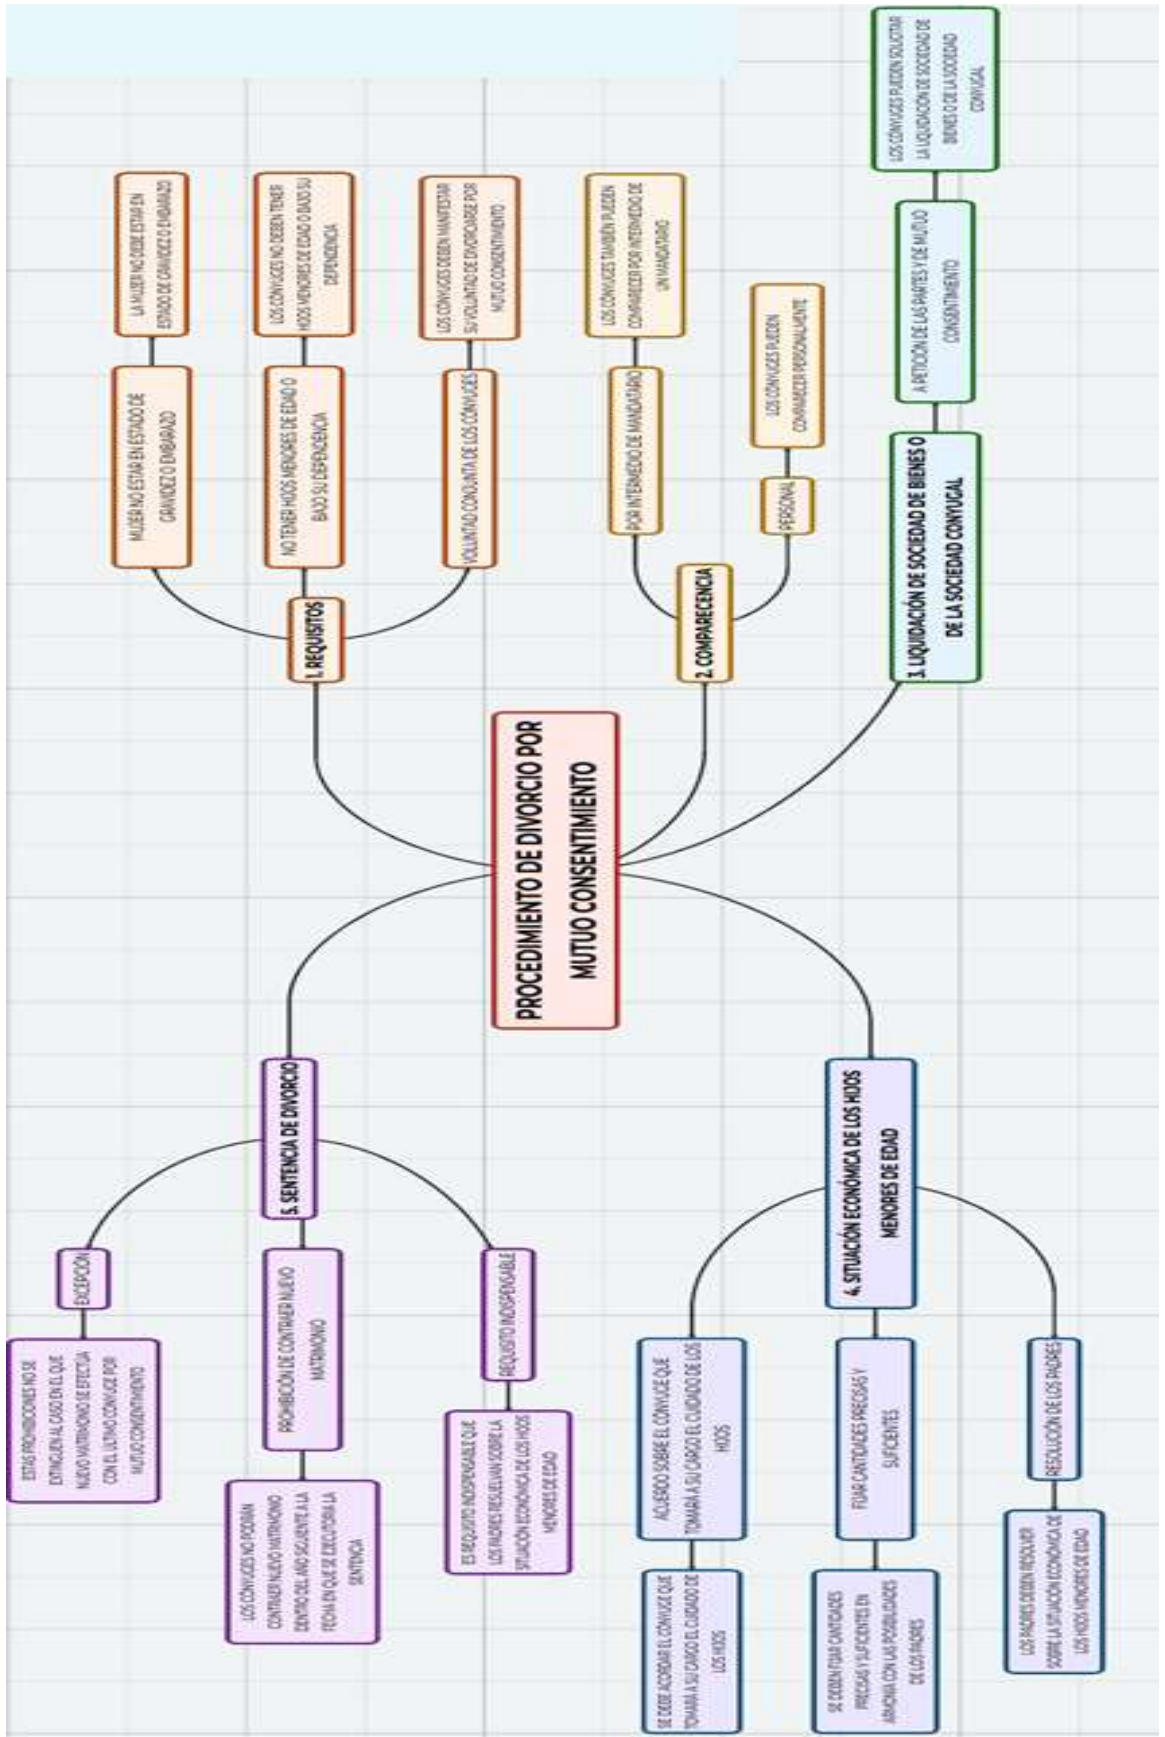 PROCEDIMIENTO DE DIVORCIO POR
MUTUO CONSENTIMIENTO
1. REQUISITOS
MUJER NO ESTAR EN ESTADO DE
GRAVIDEZ O EMBARAZO
LA MUJER NO DEBE ESTAR EN
ESTADO DE GRAVIDEZ O EMBARAZO
NO TENER HIJOS MENORES DE EDAD O
BAJO SU DEPENDENCIA
LOS CÓNYUGES NO DEBEN TENER
HIJOS MENORES DE EDAD O BAJO SU
DEPENDENCIA
VOLUNTAD CONJUNTA DE LOS CÓNYUGES
LOS CÓNYUGES DEBEN MANIFESTAR
SU VOLUNTAD DE DIVORCIARSE POR
MUTUO CONSENTIMIENTO
2. COMPARECENCIA
POR INTERMEDIO DE MANDATARIO
LOS CÓNYUGES TAMBIÉN PUEDEN
COMPARECER POR INTERMEDIO DE
UN MANDATARIO
PERSONAL
LOS CÓNYUGES PUEDEN
COMPARECER PERSONALMENTE
3. LIQUIDACIÓN DE SOCIEDAD DE BIENES O
DE LA SOCIEDAD CONYUGAL
A PETICIÓN DE LAS PARTES Y DE MUTUO
CONSENTIMIENTO
LOS CÓNYUGES PUEDEN SOLICITAR
LA LIQUIDACIÓN DE SOCIEDAD DE
BIENES O DE LA SOCIEDAD
CONYUGAL
5. SENTENCIA DE DIVORCIO
EXCEPCIÓN
ESTAS PROHIBICIONES NO SE
EXTINGUEN AL CASO EN EL QUE
NUEVO MATRIMONIO SE EFECTÚA
CON EL ÚLTIMO CÓNYUGE POR
MUTUO CONSENTIMIENTO
PROHIBICIÓN DE CONTRAER NUEVO
MATRIMONIO
LOS CÓNYUGES NO PODRÁN
CONTRAER NUEVO MATRIMONIO
DENTRO DEL AÑO SIGUIENTE A LA
FECHA EN QUE SE EJECUTORIA LA
SENTENCIA
REQUISITO INDISPENSABLE
ES REQUISITO INDISPENSABLE QUE
LOS PADRES RESUELVAN SOBRE LA
SITUACIÓN ECONÓMICA DE LOS HIJOS
MENORES DE EDAD
4. SITUACIÓN ECONÓMICA DE LOS HIJOS
MENORES DE EDAD
ACUERDO SOBRE EL CÓNYUGE QUE
TOMARÁ A SU CARGO EL CUIDADO DE LOS
HIJOS
SE DEBE ACORDAR EL CÓNYUGE QUE
TOMARÁ A SU CARGO EL CUIDADO DE
LOS HIJOS
FIJAR CANTIDADES PRECISAS Y
SUFICIENTES
SE DEBEN FIJAR CANTIDADES
PRECISAS Y SUFICIENTES EN
ARMONÍA CON LAS POSIBILIDADES
DE LOS PADRES
RESOLUCIÓN DE LOS PADRES
LOS PADRES DEBEN RESOLVER
SOBRE LA SITUACIÓN ECONÓMICA DE
LOS HIJOS MENORES DE EDAD